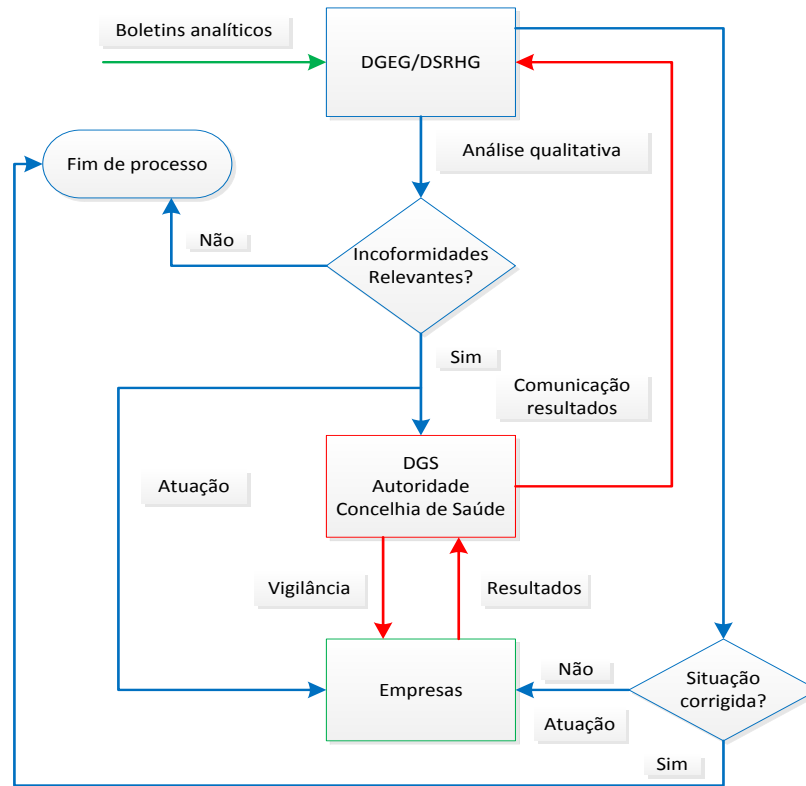 Boletins analíticos
DGEG/DSRHG
Análise qualitativa
Fim de processo
Não
Incoformidades
Relevantes?
Sim
Comunicação
resultados
DGS
Autoridade
Concelhia de Saúde
Atuação
Vigilância
Resultados
Empresas
Não
Atuação
Situação
corrigida?
Sim